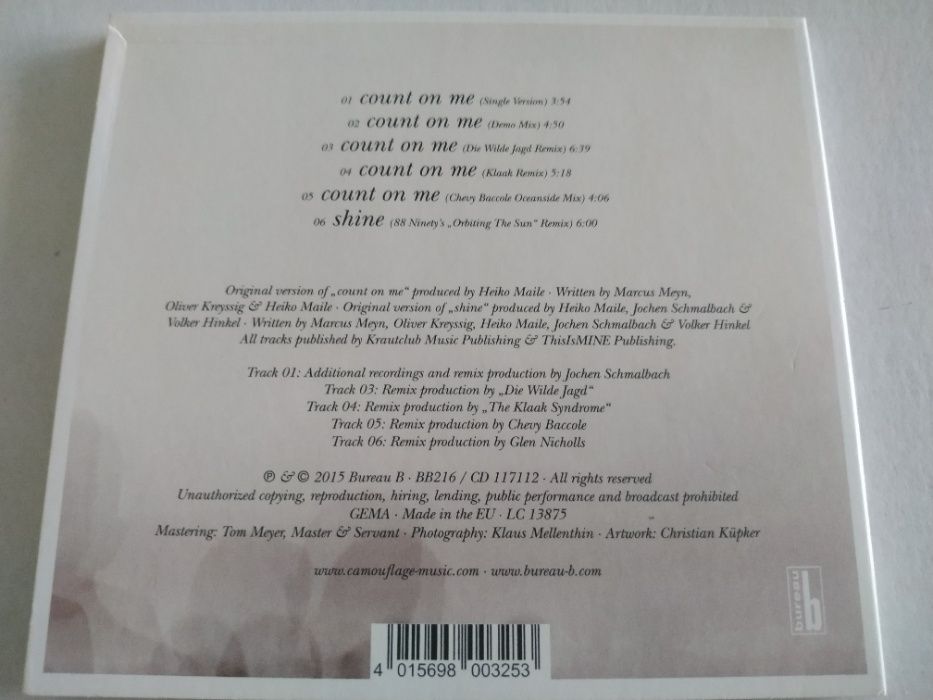 01 count on me (Single Version) 3:54
02 count on me (Demo Mix) 4:50
03 count on me (Die Wilde Jagd Remix) 6:39
04 count on me (Klaak Remix) 5:18
05 count on me (Chevy Baccole Oceanside Mix) 4:06
06 shine (88 Ninety's „Orbiting The Sun“ Remix) 6:00
Original version of „count on me“ produced by Heiko Maile · Written by Marcus Meyn,
Oliver Kreyssig & Heiko Maile · Original version of „shine“ produced by Heiko Maile, Jochen Schmalbach &
Volker Hinkel · Written by Marcus Meyn, Oliver Kreyssig, Heiko Maile, Jochen Schmalbach & Volker Hinkel
All tracks published by Krautclub Music Publishing & ThisIsMINE Publishing.
Track 01: Additional recordings and remix production by Jochen Schmalbach
Track 03: Remix production by „Die Wilde Jagd“
Track 04: Remix production by „The Klaak Syndrome“
Track 05: Remix production by Chevy Baccole
Track 06: Remix production by Glen Nicholls
℗ & © 2015 Bureau B · BB216 / CD 117112 · All rights reserved
Unauthorized copying, reproduction, hiring, lending, public performance and broadcast prohibited
GEMA · Made in the EU · LC 13875
Mastering: Tom Meyer, Master & Servant · Photography: Klaus Mellenthin · Artwork: Christian Küpker
www.camouflage-music.com · www.bureau-b.com
bureau b
4 015698 003253